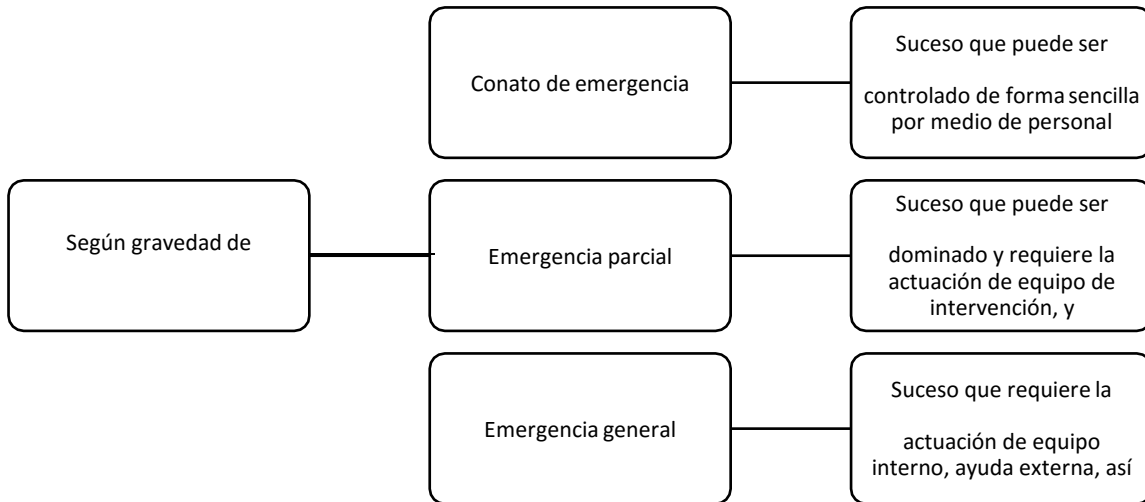 Conato de emergencia
Suceso que puede ser
controlado de forma sencilla
por medio de personal
Según gravedad de
Emergencia parcial
Suceso que puede ser
dominado y requiere la
actuación de equipo de
intervención, y
Emergencia general
Suceso que requiere la
actuación de equipo
interno, ayuda externa, así